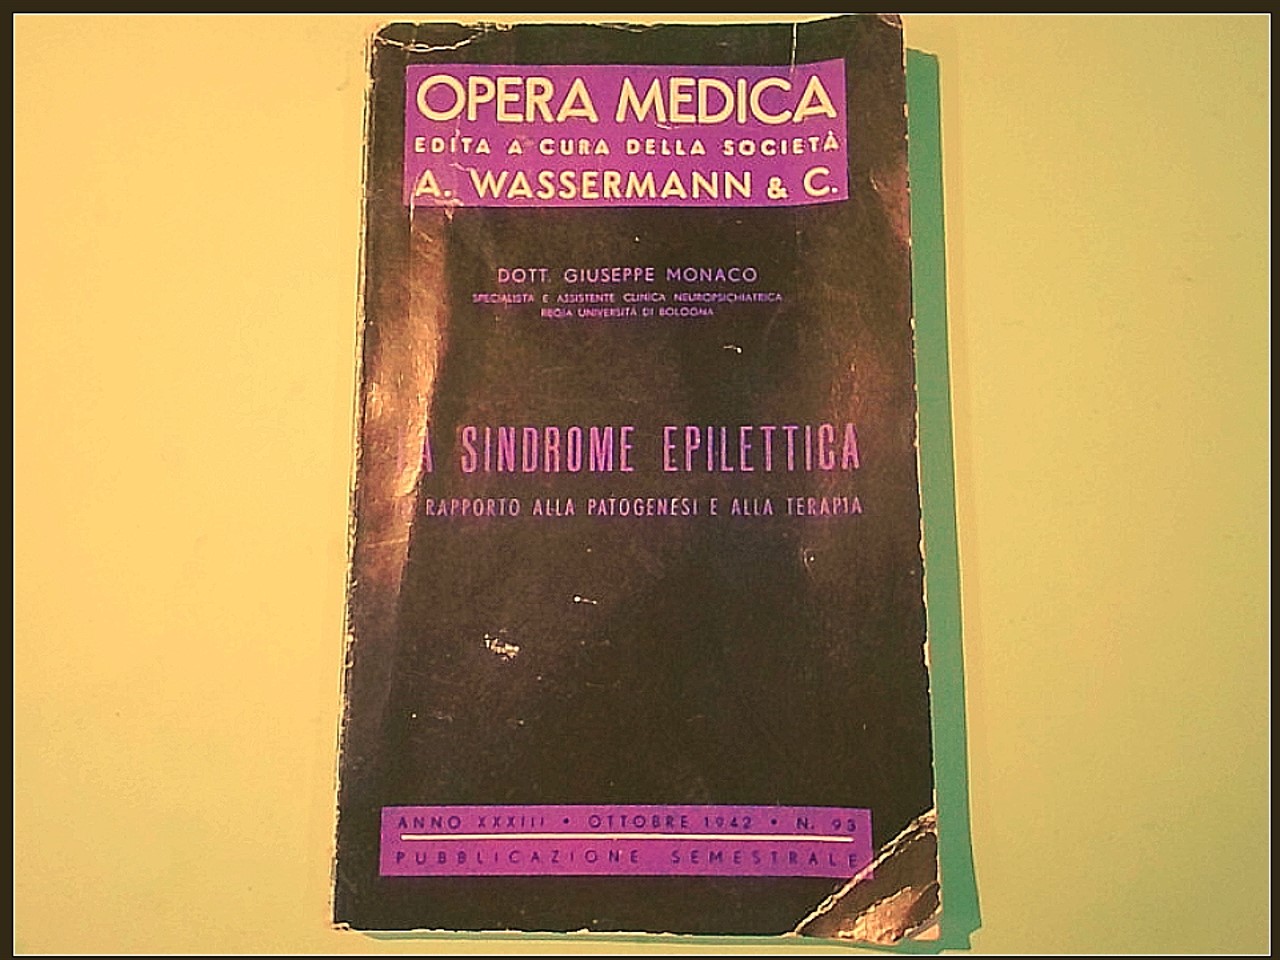 OPERA MEDICA
EDITA A CURA DELLA SOCIETÀ
A. WASSERMANN & C.
DOTT. GIUSEPPE MONACO
SPECIALISTA E ASSISTENTE CLINICA NEUROPSICHIATRICA
REGIA UNIVERSITÀ DI BOLOGNA
LA SINDROME EPILETTICA
RAPPORTO ALLA PATOGENESI E ALLA TERAPIA
ANNO XXXIII • OTTOBRE 1942 • N. 93
PUBBLICAZIONE SEMESTRALE